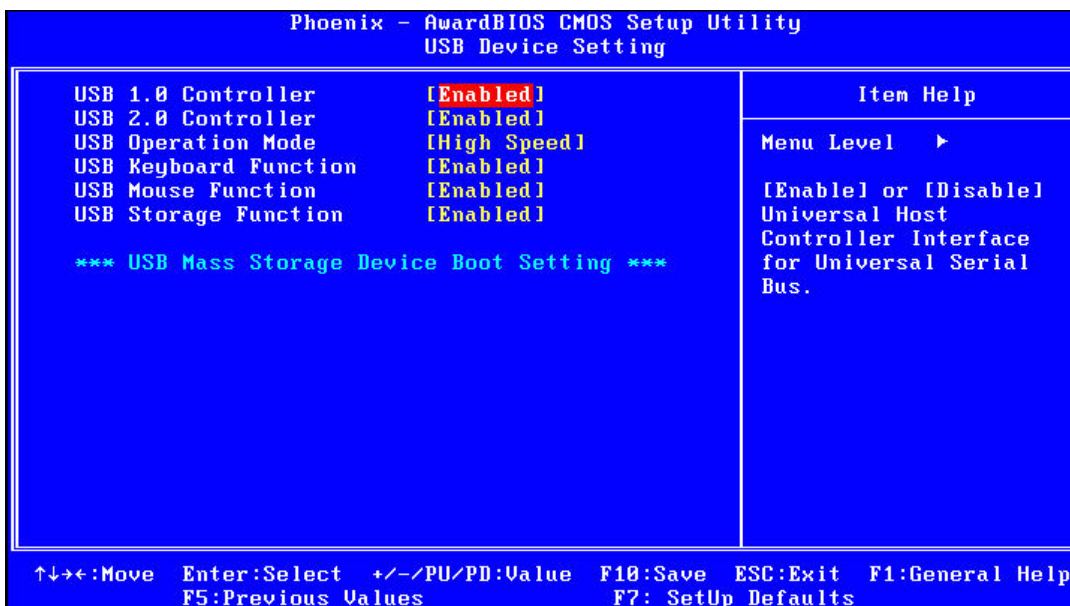 Phoenix - AwardBIOS CMOS Setup Utility
USB Device Setting
USB 1.0 Controller [Enabled]
USB 2.0 Controller [Enabled]
USB Operation Mode [High Speed]
USB Keyboard Function [Enabled]
USB Mouse Function [Enabled]
USB Storage Function [Enabled]
*** USB Mass Storage Device Boot Setting ***
Item Help
Menu Level ►
[Enable] or [Disable]
Universal Host
Controller Interface
for Universal Serial
Bus.
↑↓→←:Move Enter:Select +/-/PU/PD:Value F10:Save ESC:Exit F1:General Help
F5:Previous Values F7: SetUp Defaults